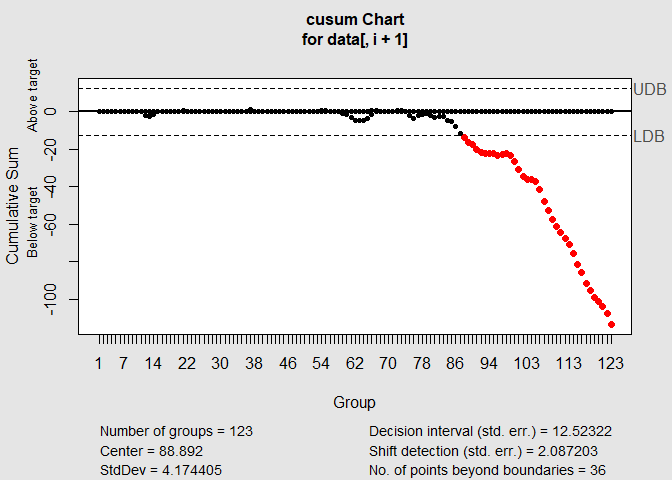 cusum Chart
for data[, i + 1]
Cumulative Sum
Above target
Below target
0
-20
-40
-60
-100
UDB
LDB
1 7 14 22 30 38 46 54 62 70 78 86 94 103 113 123
Group
Number of groups = 123
Center = 88.892
StdDev = 4.174405
Decision interval (std. err.) = 12.52322
Shift detection (std. err.) = 2.087203
No. of points beyond boundaries = 36